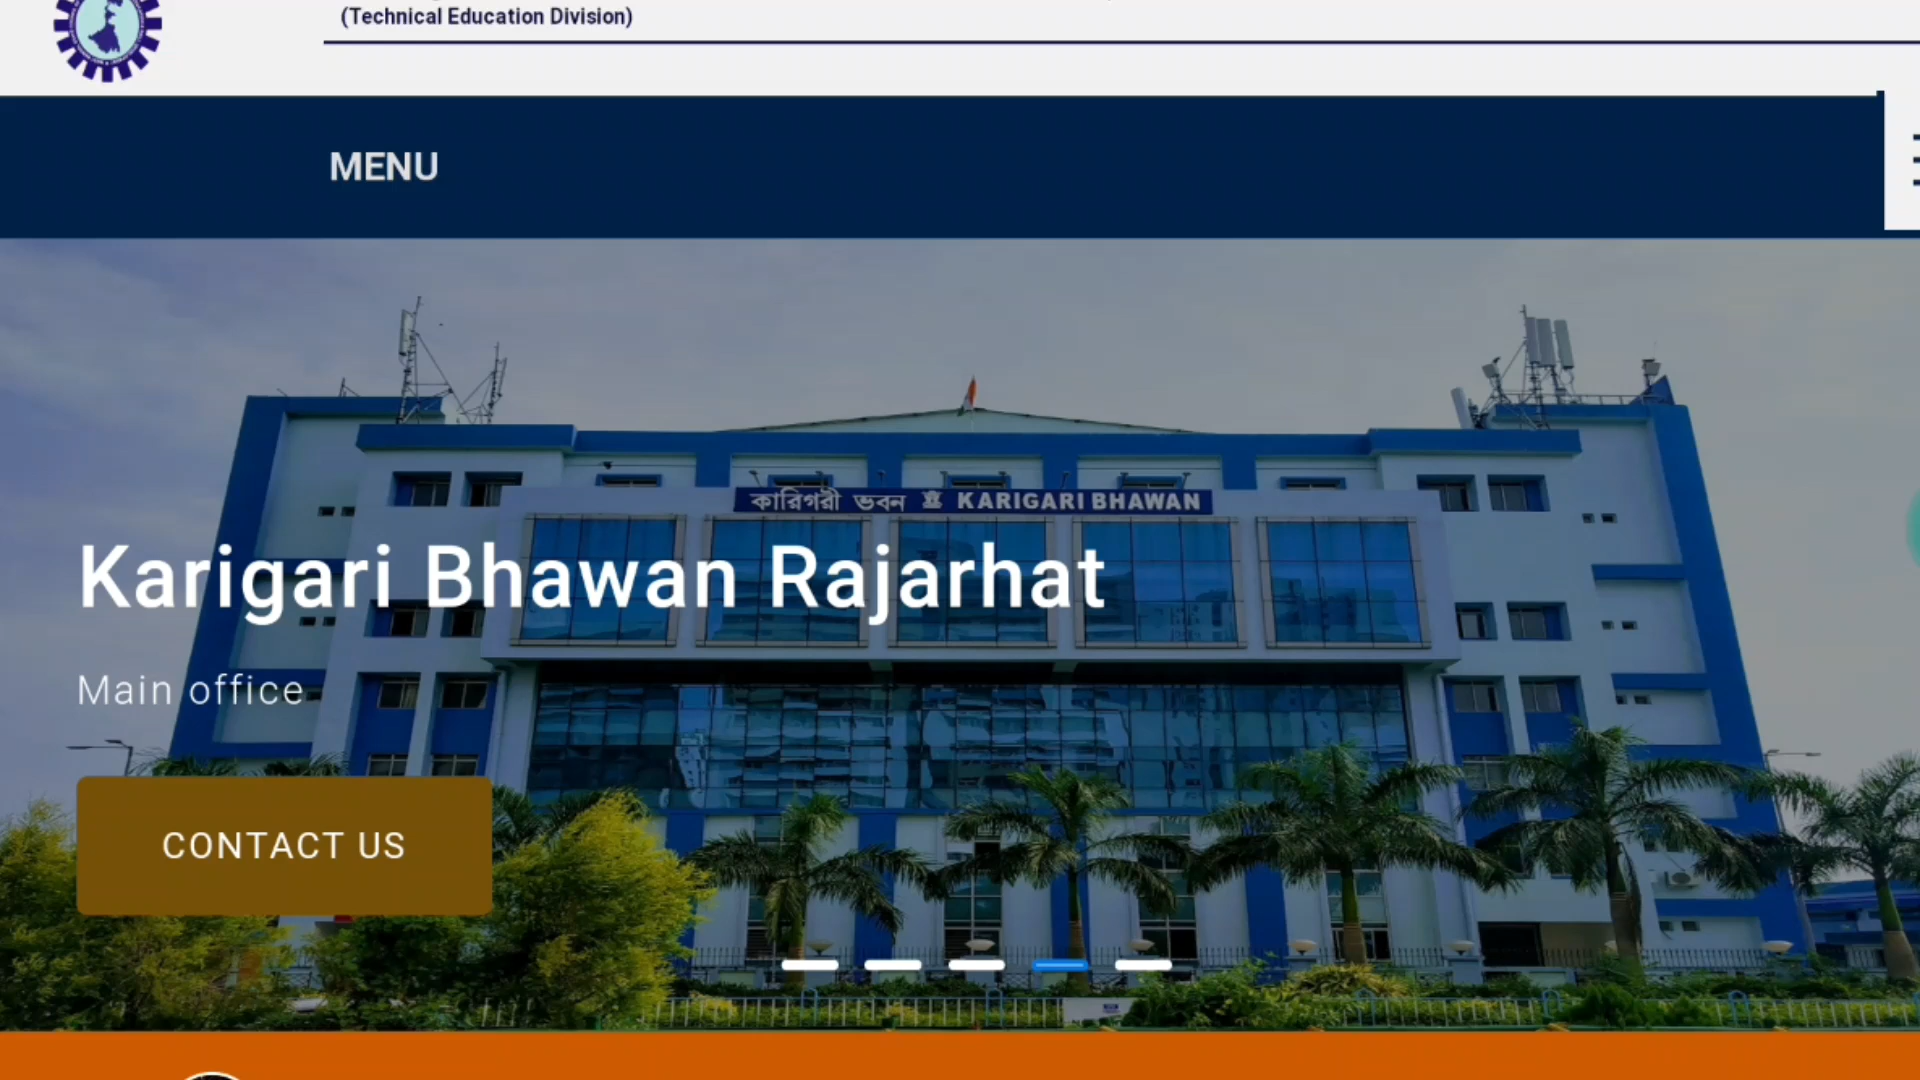 (Technical Education Division)
MENU
কারিগরী ভবন KARIGARI BHAWAN
Karigari Bhawan Rajarhat
Main office
CONTACT US